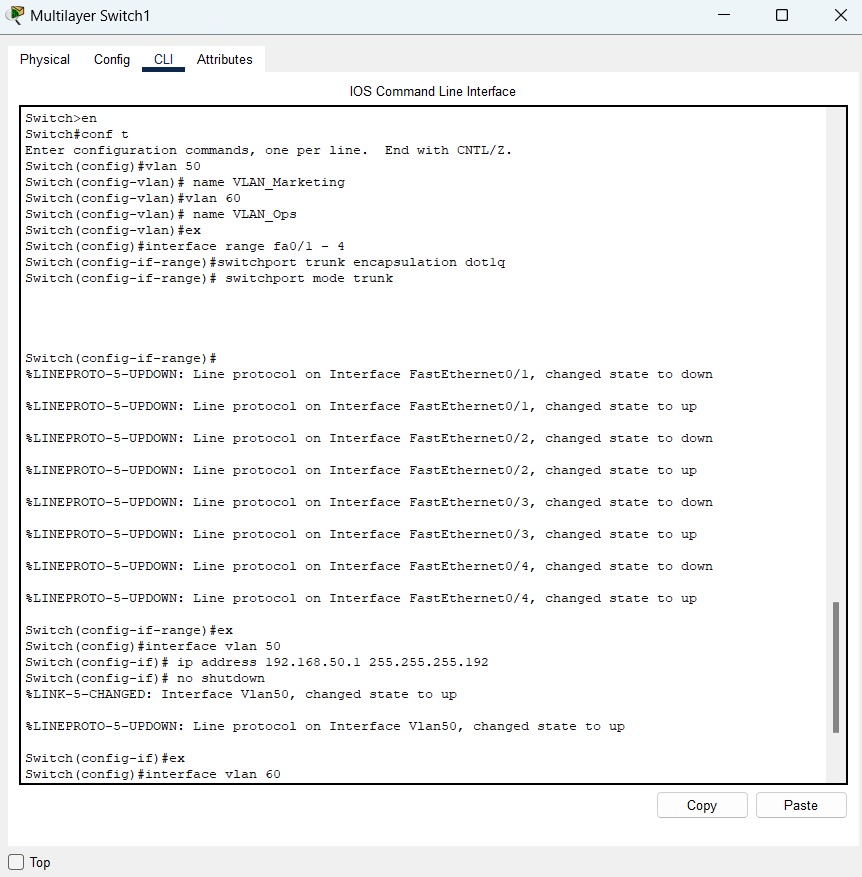 Multilayer Switch1
Physical Config CLI Attributes
IOS Command Line Interface
Switch>en
Switch#conf t
Enter configuration commands, one per line.  End with CNTL/Z.
Switch(config)#vlan 50
Switch(config-vlan)# name VLAN_Marketing
Switch(config-vlan)#vlan 60
Switch(config-vlan)# name VLAN_Ops
Switch(config-vlan)#ex
Switch(config)#interface range fa0/1 - 4
Switch(config-if-range)#switchport trunk encapsulation dot1q
Switch(config-if-range)# switchport mode trunk
Switch(config-if-range)#
%LINEPROTO-5-UPDOWN: Line protocol on Interface FastEthernet0/1, changed state to down
%LINEPROTO-5-UPDOWN: Line protocol on Interface FastEthernet0/1, changed state to up
%LINEPROTO-5-UPDOWN: Line protocol on Interface FastEthernet0/2, changed state to down
%LINEPROTO-5-UPDOWN: Line protocol on Interface FastEthernet0/2, changed state to up
%LINEPROTO-5-UPDOWN: Line protocol on Interface FastEthernet0/3, changed state to down
%LINEPROTO-5-UPDOWN: Line protocol on Interface FastEthernet0/3, changed state to up
%LINEPROTO-5-UPDOWN: Line protocol on Interface FastEthernet0/4, changed state to down
%LINEPROTO-5-UPDOWN: Line protocol on Interface FastEthernet0/4, changed state to up
Switch(config-if-range)#ex
Switch(config)#interface vlan 50
Switch(config-if)# ip address 192.168.50.1 255.255.255.192
Switch(config-if)# no shutdown
%LINK-5-CHANGED: Interface Vlan50, changed state to up
%LINEPROTO-5-UPDOWN: Line protocol on Interface Vlan50, changed state to up
Switch(config-if)#ex
Switch(config)#interface vlan 60
Copy Paste
Top